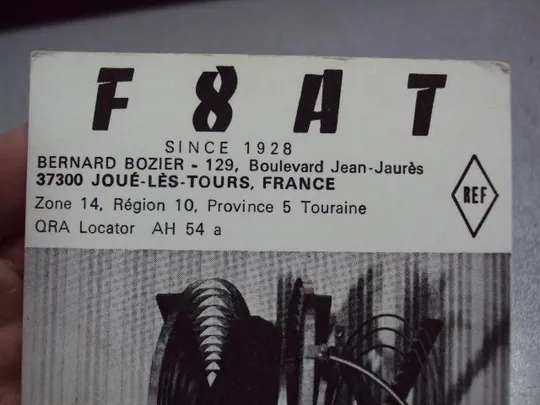 F8AT
SINCE 1928
BERNARD BOZIER - 129, Boulevard Jean-Jaurès
37300 JOUÉ-LÈS-TOURS, FRANCE
Zone 14, Région 10, Province 5 Touraine
QRA Locator AH 54 a
REF